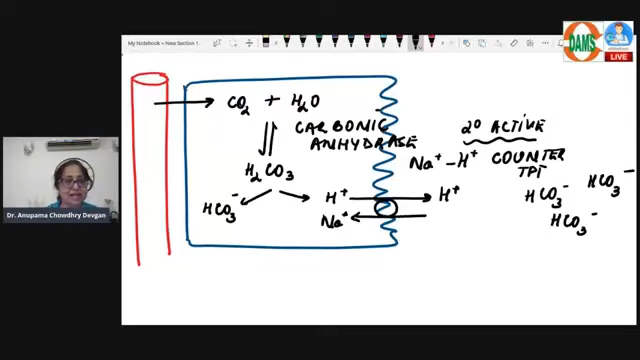 My Notebook • New Section 1
DAMS
LIVE
CO2 + H2O
CARBONIC
ANHYDRASE
H2CO3
HCO3-
H+
Na+
H+
2° ACTIVE
Na+ - H+ COUNTER
TPT
HCO3-
HCO3-
HCO3-
Dr. Anupama Chowdhry Devgan